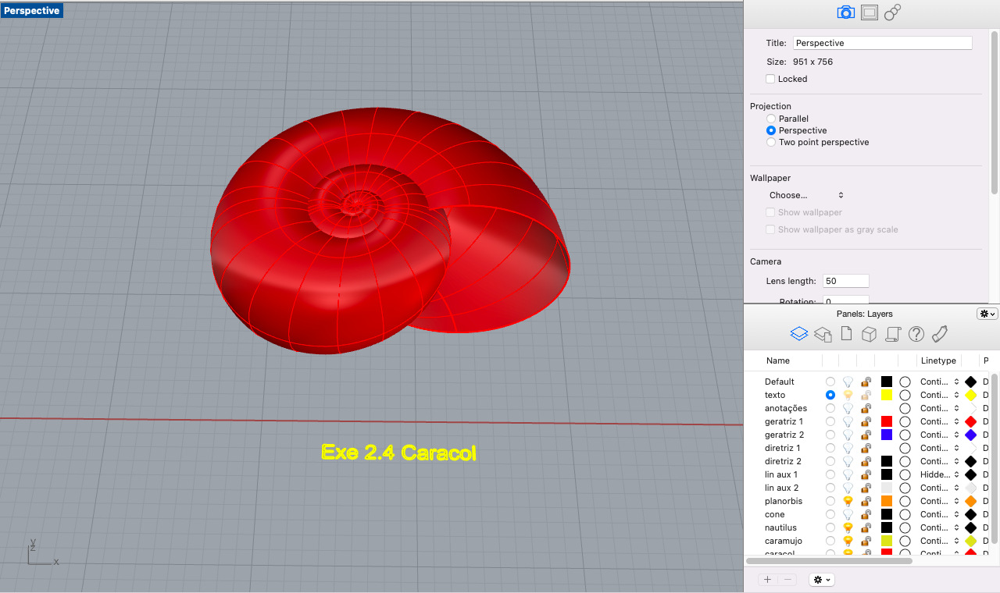 Perspective
Title: Perspective
Size: 951 x 756
Locked
Projection
Parallel
Perspective
Two point perspective
Wallpaper
Choose...
Show wallpaper
Show wallpaper as gray scale
Camera
Lens length: 50
Rotation: 0
Panels: Layers
Name Linetype P
Default Conti... D
texto Conti... D
anotações Conti... D
geratriz 1 Conti... D
geratriz 2 Conti... D
diretriz 1 Conti... D
diretriz 2 Conti... D
lin aux 1 Hidde... D
lin aux 2 Conti... D
planorbis Conti... D
cone Conti... D
nautilus Conti... D
caramujo Conti... D
caracol Conti... D
Exe 2.4 Caracol
y
z
x